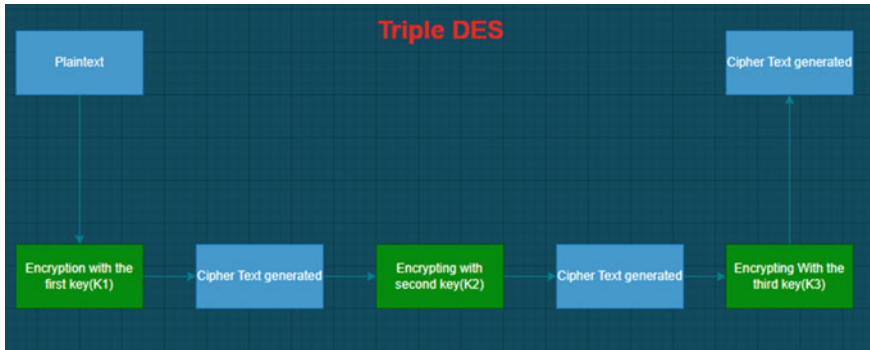 Triple DES
Plaintext
Cipher Text generated
Encryption with the
first key(K1)
Cipher Text generated
Encrypting with
second key(K2)
Cipher Text generated
Encrypting With the
third key(K3)